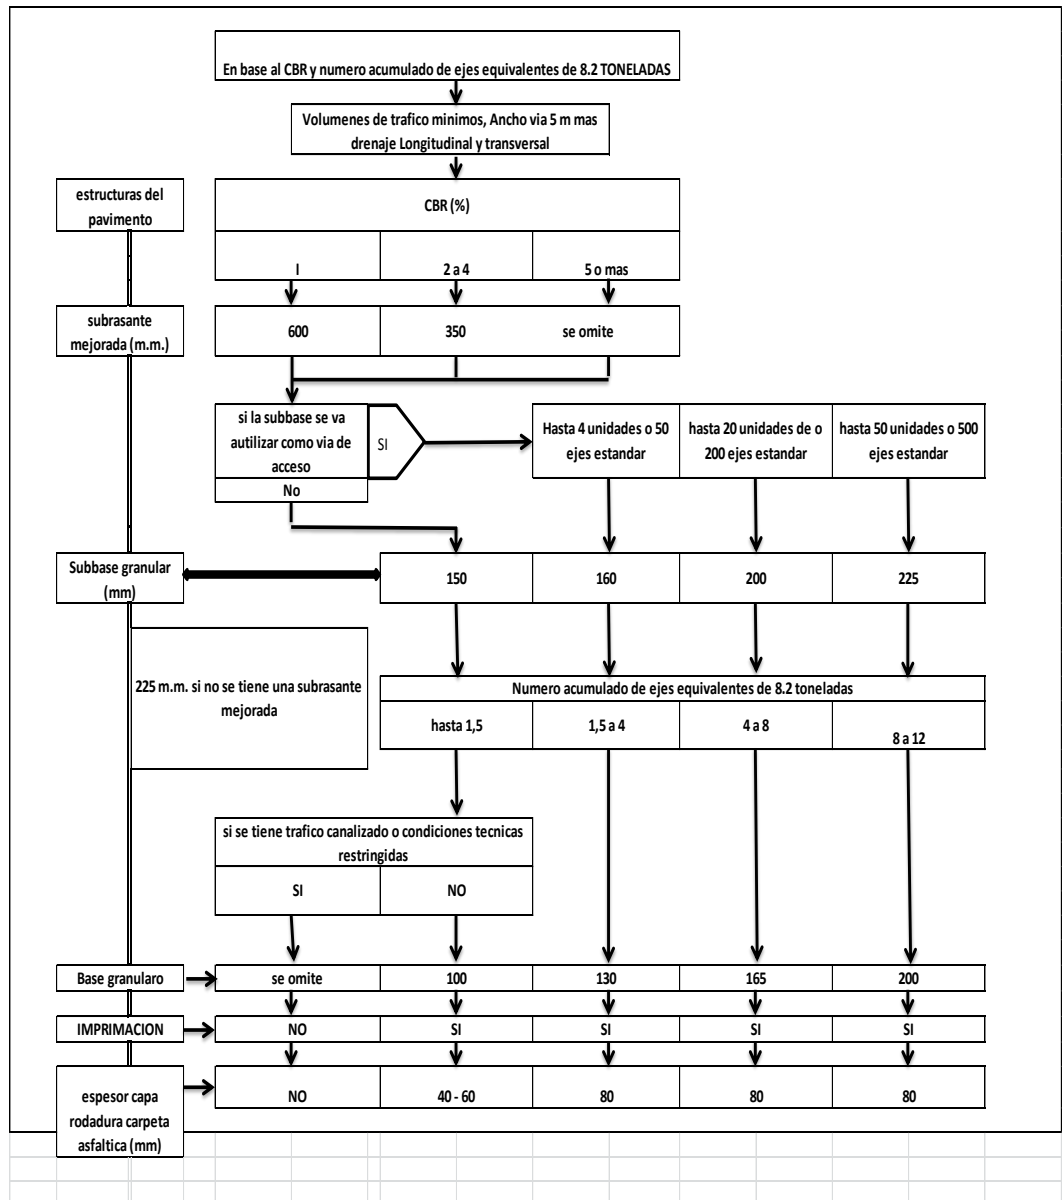 En base al CBR y numero acumulado de ejes equivalentes de 8.2 TONELADAS
Volumenes de trafico minimos, Ancho via 5 m mas
drenaje Longitudinal y transversal
estructuras del
pavimento
CBR (%)
I
2 a 4
5 o mas
subrasante
mejorada (m.m.)
600
350
se omite
si la subbase se va
autilizar como via de
acceso
SI
No
Hasta 4 unidades o 50
ejes estandar
hasta 20 unidades de o
200 ejes estandar
hasta 50 unidades o 500
ejes estandar
Subbase granular
(mm)
150
160
200
225
225 m.m. si no se tiene una subrasante
mejorada
Numero acumulado de ejes equivalentes de 8.2 toneladas
hasta 1,5
1,5 a 4
4 a 8
8 a 12
si se tiene trafico canalizado o condiciones tecnicas
restringidas
SI
NO
Base granularo
se omite
100
130
165
200
IMPRIMACION
NO
SI
SI
SI
SI
espesor capa
rodadura carpeta
asfaltica (mm)
NO
40 - 60
80
80
80